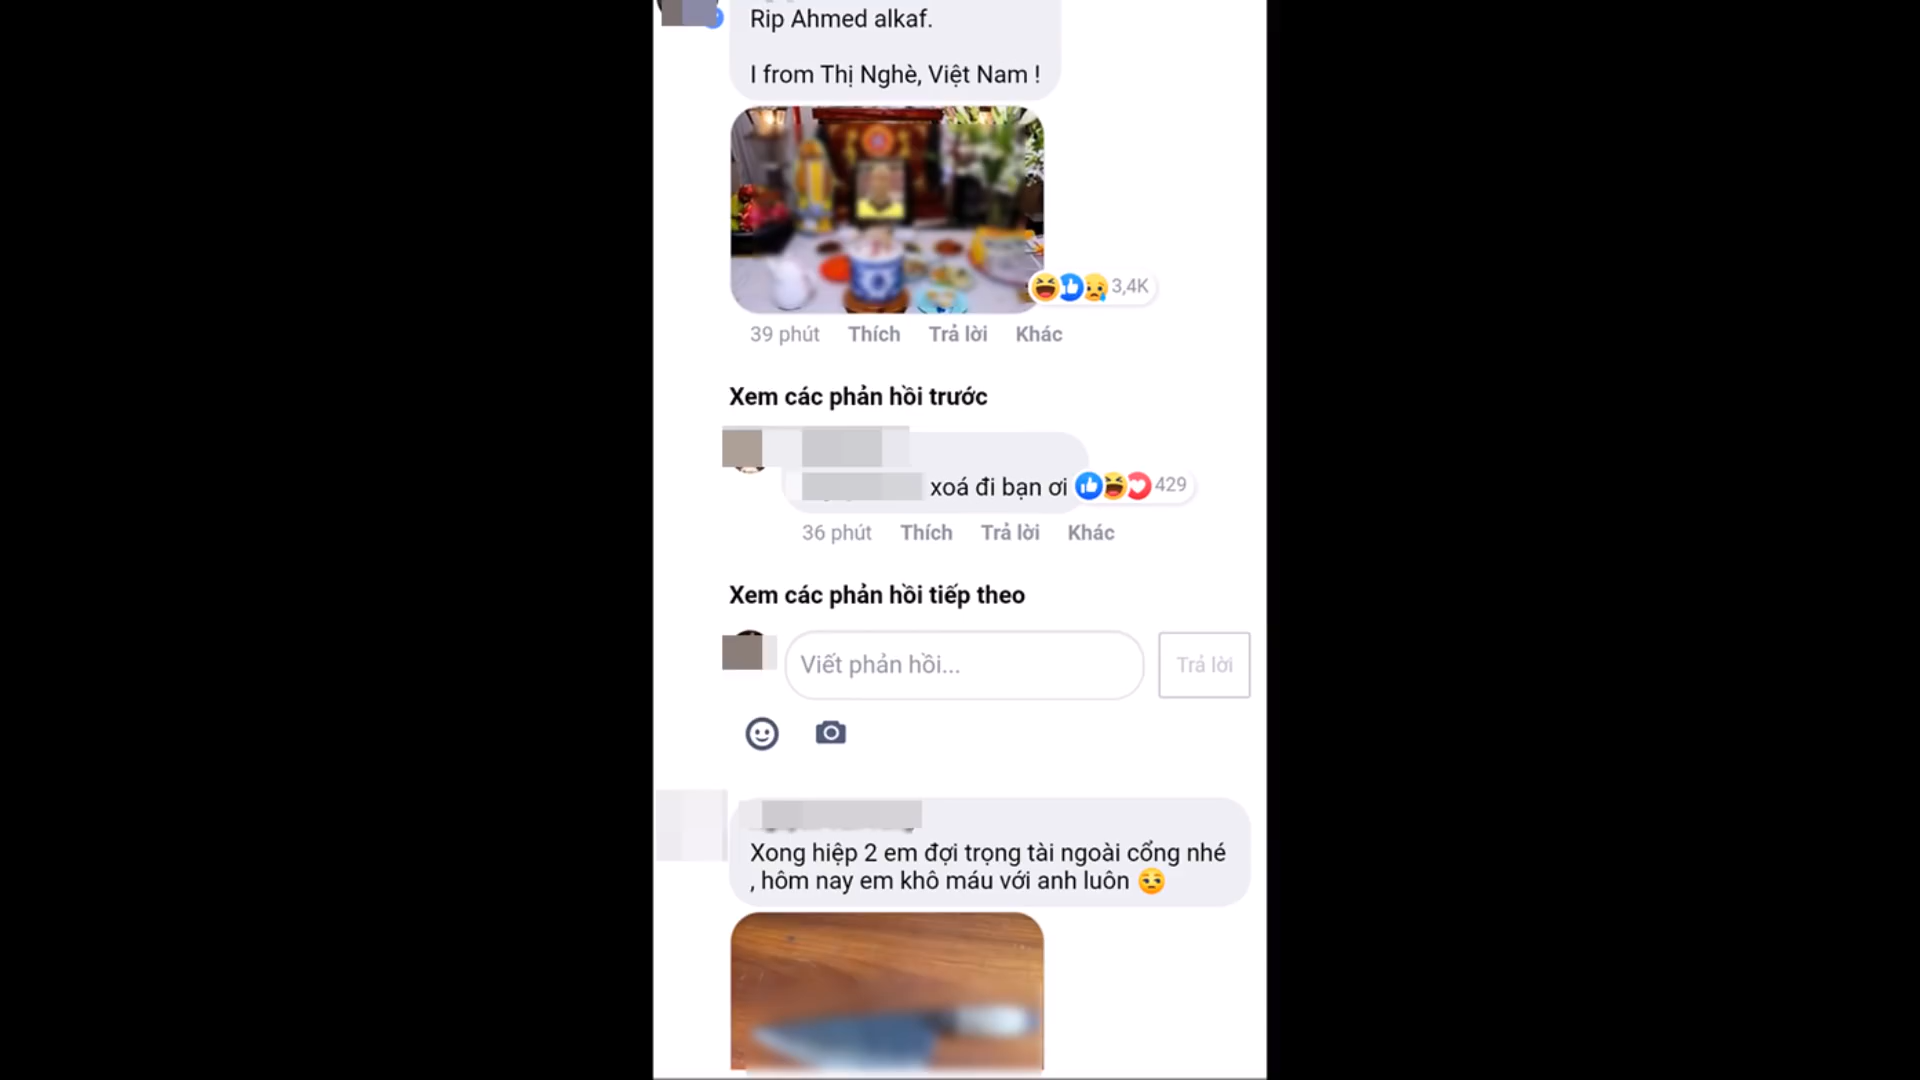 Rip Ahmed alkaf.
I from Thị Nghè, Việt Nam !
3,4K
39 phút Thích Trả lời Khác
Xem các phản hồi trước
xoá đi bạn ơi 429
36 phút Thích Trả lời Khác
Xem các phản hồi tiếp theo
Viết phản hồi... Trả lời
Xong hiệp 2 em đợi trọng tài ngoài cổng nhé
, hôm nay em khô máu với anh luôn 😒